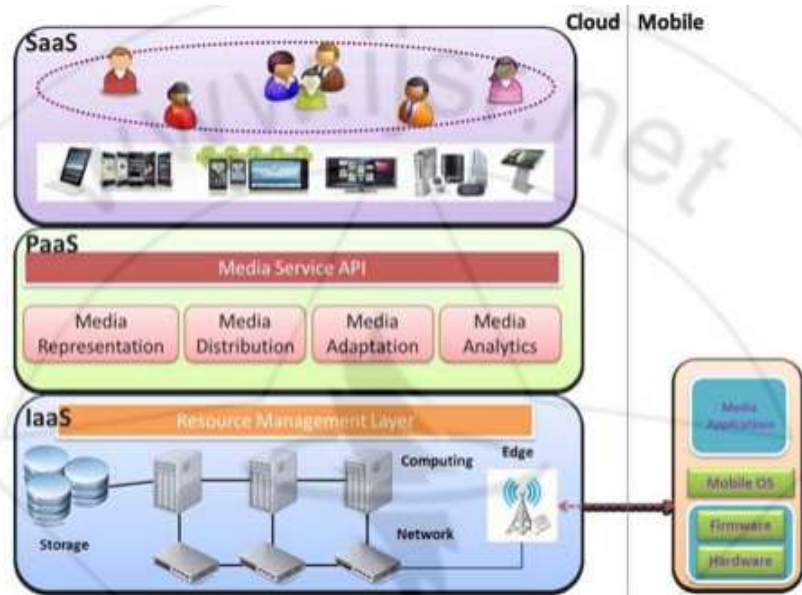 Cloud
Mobile
SaaS
PaaS
Media Service API
Media
Representation
Media
Distribution
Media
Adaptation
Media
Analytics
IaaS
Resource Management Layer
Computing
Edge
Storage
Network
Media
Applications
Mobile OS
Firmware
Hardware